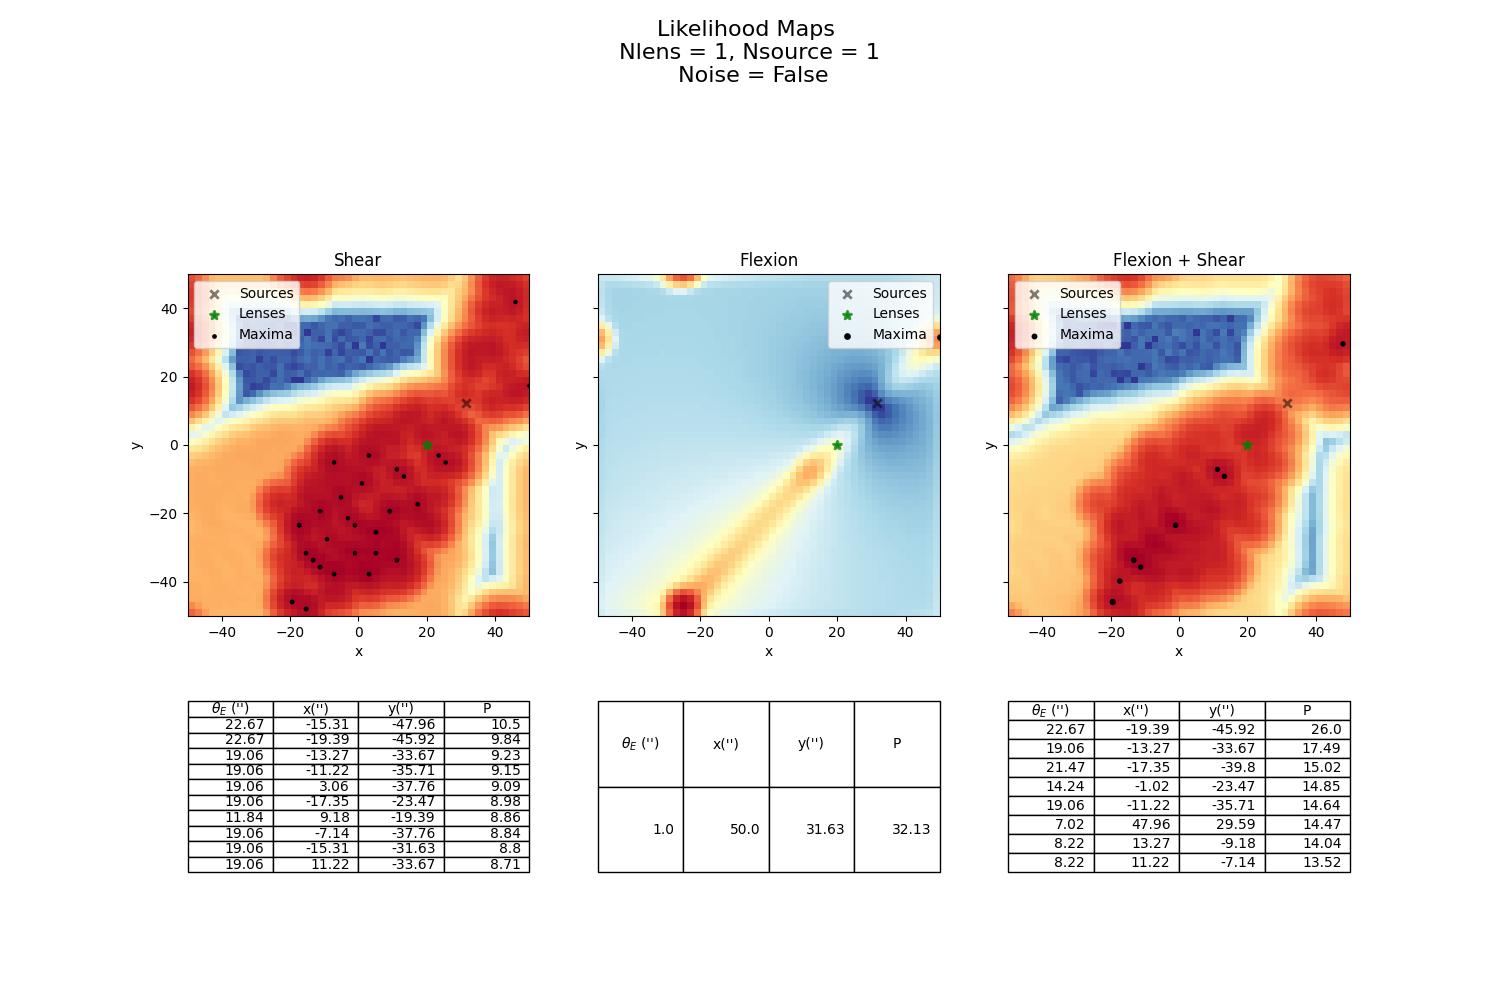 Likelihood Maps
Nlens = 1, Nsource = 1
Noise = False
Shear
Sources
Lenses
Maxima
40
20
0
−20
−40
y
−40 −20 0 20 40
x
Flexion
Sources
Lenses
Maxima
y
−40 −20 0 20 40
x
Flexion + Shear
Sources
Lenses
Maxima
y
−40 −20 0 20 40
x
θE ('') x('') y('') P
22.67 -15.31 -47.96 10.5
22.67 -19.39 -45.92 9.84
19.06 -13.27 -33.67 9.23
19.06 -11.22 -35.71 9.15
19.06 3.06 -37.76 9.09
19.06 -17.35 -23.47 8.98
11.84 9.18 -19.39 8.86
19.06 -7.14 -37.76 8.84
19.06 -15.31 -31.63 8.8
19.06 11.22 -33.67 8.71
θE ('') x('') y('') P
1.0 50.0 31.63 32.13
θE ('') x('') y('') P
22.67 -19.39 -45.92 26.0
19.06 -13.27 -33.67 17.49
21.47 -17.35 -39.8 15.02
14.24 -1.02 -23.47 14.85
19.06 -11.22 -35.71 14.64
7.02 47.96 29.59 14.47
8.22 13.27 -9.18 14.04
8.22 11.22 -7.14 13.52